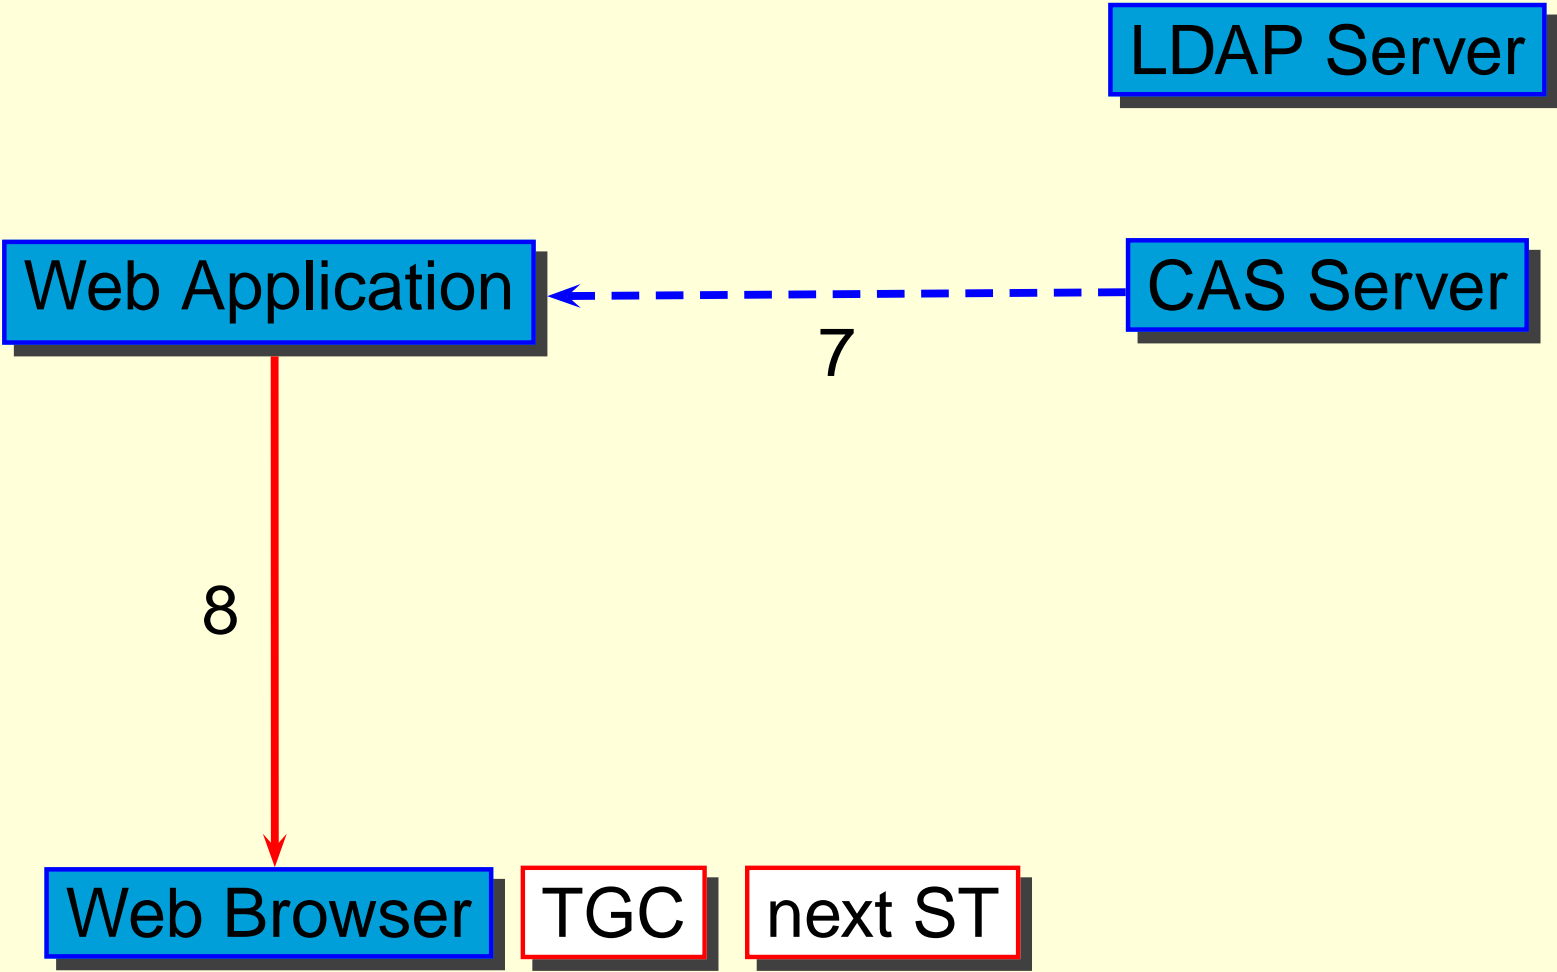 LDAP Server
Web Application
CAS Server
7
8
Web Browser
TGC
next ST